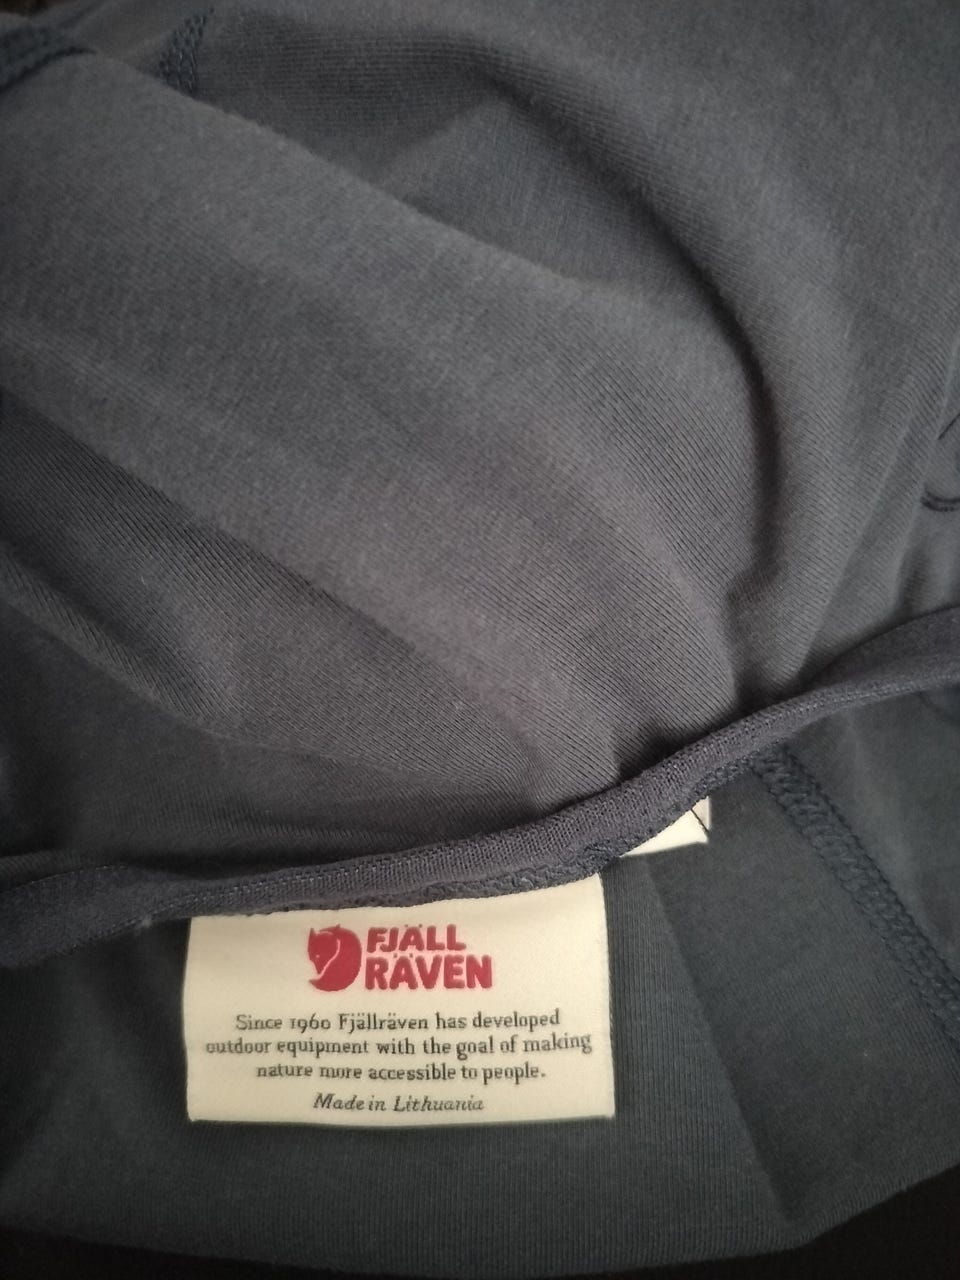 FJÄLL
RÄVEN
Since 1960 Fjällräven has developed
outdoor equipment with the goal of making
nature more accessible to people.
Made in Lithuania